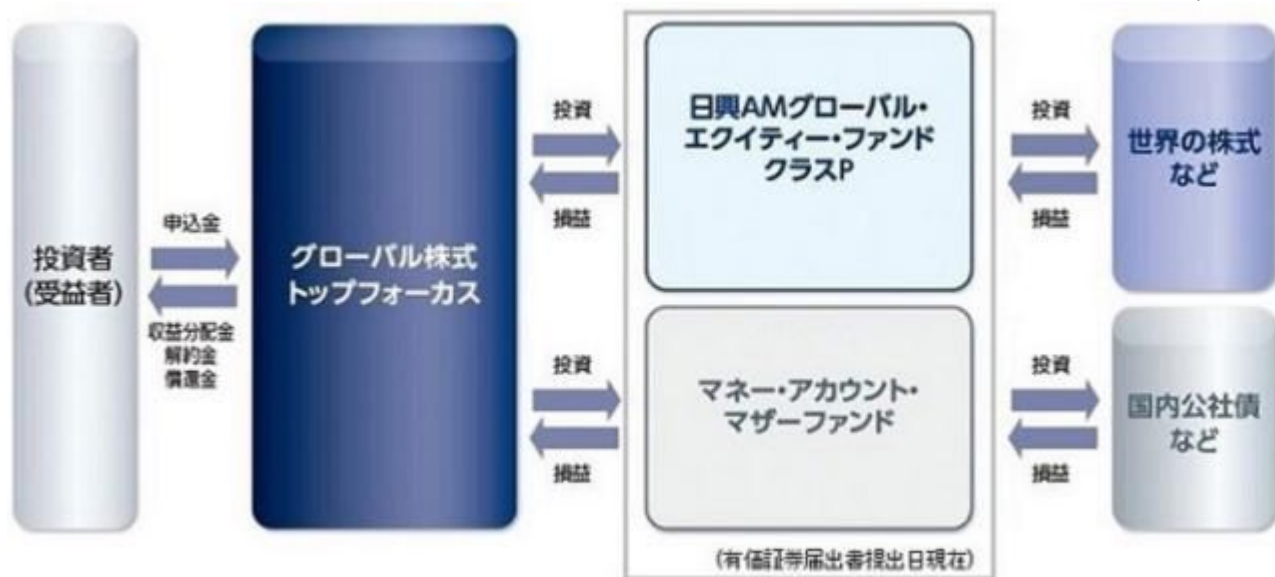 投資者
(受益者)
申込金
収益分配金
解約金
償還金
グローバル株式
トップフォーカス
投資
損益
日興AMグローバル・
エクイティー・ファンド
クラスP
投資
損益
世界の株式
など
投資
損益
マネー・アカウント・
マザーファンド
投資
損益
国内公社債
など
(有価証券届出書提出日現在)